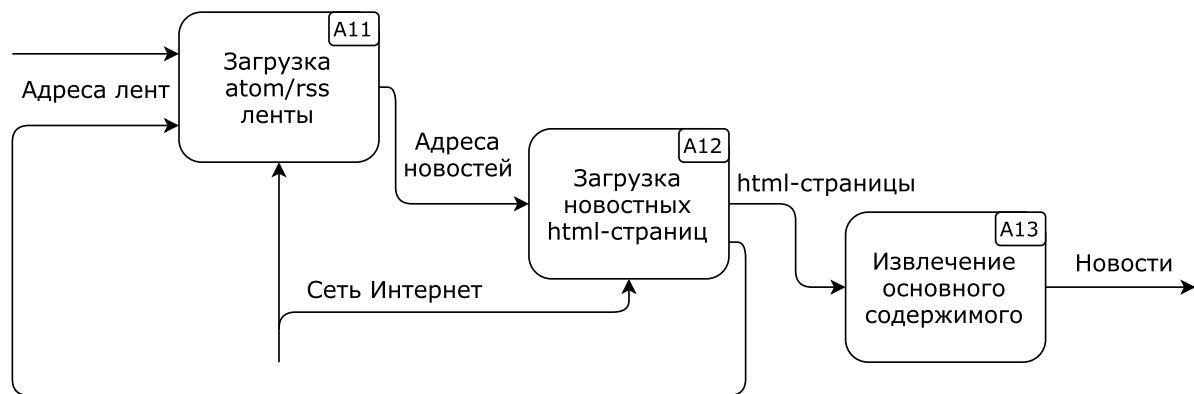 A11
Загрузка
atom/rss
ленты
Адреса лент
Адреса
новостей
A12
Загрузка
новостных
html-страниц
html-страницы
A13
Извлечение
основного
содержимого
Новости
Сеть Интернет